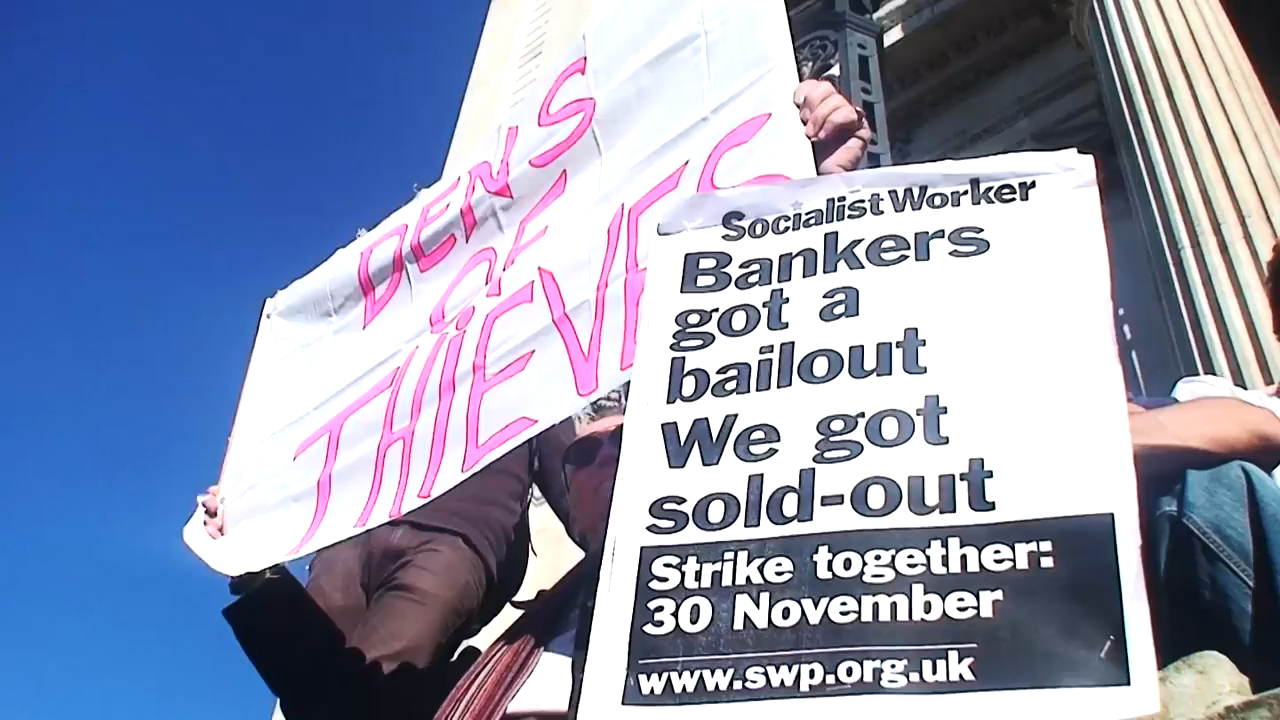 DENS
OF
THIEVES
Socialist Worker
Bankers
got a
bailout
We got
sold-out
Strike together:
30 November
www.swp.org.uk